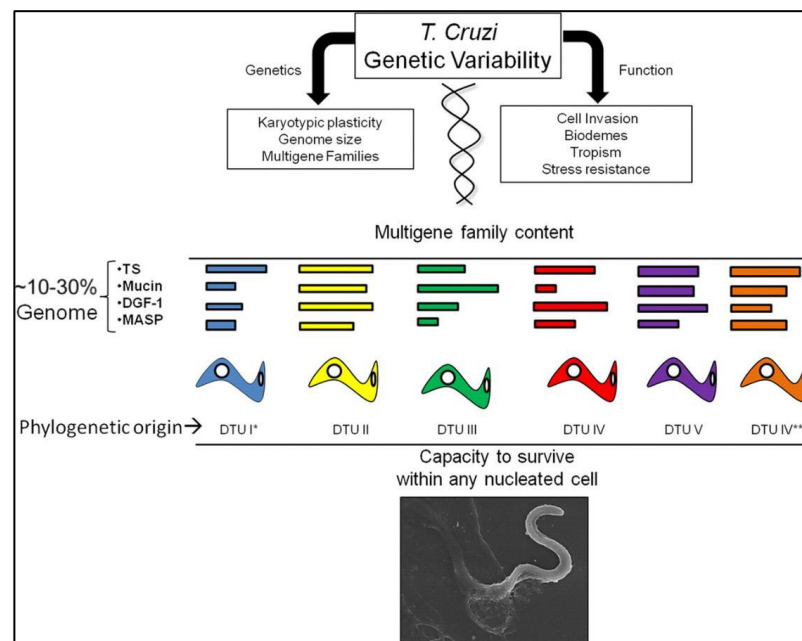 T. Cruzi
Genetic Variability
Genetics
Function
Karyotypic plasticity
Genome size
Multigene Families
Cell Invasion
Biodemes
Tropism
Stress resistance
Multigene family content
~10-30%
Genome
•TS
•Mucin
•DGF-1
•MASP
Phylogenetic origin→
DTU I* DTU II DTU III DTU IV DTU V DTU IV**
Capacity to survive
within any nucleated cell